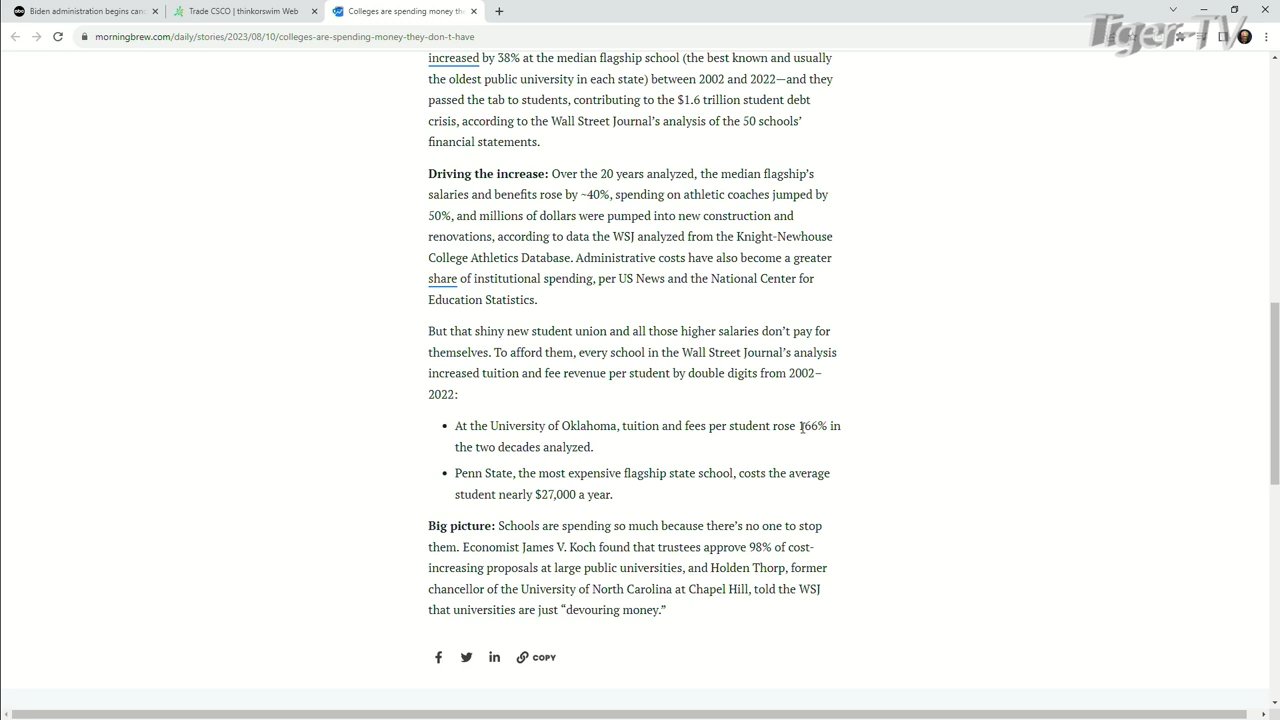 Biden administration begins can
Trade CSCO | thinkorswim Web
Colleges are spending money the
Tiger-TV
morningbrew.com/daily/stories/2023/08/10/colleges-are-spending-money-they-don-t-have
increased by 38% at the median flagship school (the best known and usually
the oldest public university in each state) between 2002 and 2022—and they
passed the tab to students, contributing to the $1.6 trillion student debt
crisis, according to the Wall Street Journal’s analysis of the 50 schools’
financial statements.
Driving the increase: Over the 20 years analyzed, the median flagship’s
salaries and benefits rose by ~40%, spending on athletic coaches jumped by
50%, and millions of dollars were pumped into new construction and
renovations, according to data the WSJ analyzed from the Knight-Newhouse
College Athletics Database. Administrative costs have also become a greater
share of institutional spending, per US News and the National Center for
Education Statistics.
But that shiny new student union and all those higher salaries don’t pay for
themselves. To afford them, every school in the Wall Street Journal’s analysis
increased tuition and fee revenue per student by double digits from 2002–
2022:
• At the University of Oklahoma, tuition and fees per student rose 166% in
the two decades analyzed.
• Penn State, the most expensive flagship state school, costs the average
student nearly $27,000 a year.
Big picture: Schools are spending so much because there’s no one to stop
them. Economist James V. Koch found that trustees approve 98% of cost-
increasing proposals at large public universities, and Holden Thorp, former
chancellor of the University of North Carolina at Chapel Hill, told the WSJ
that universities are just “devouring money.”
COPY